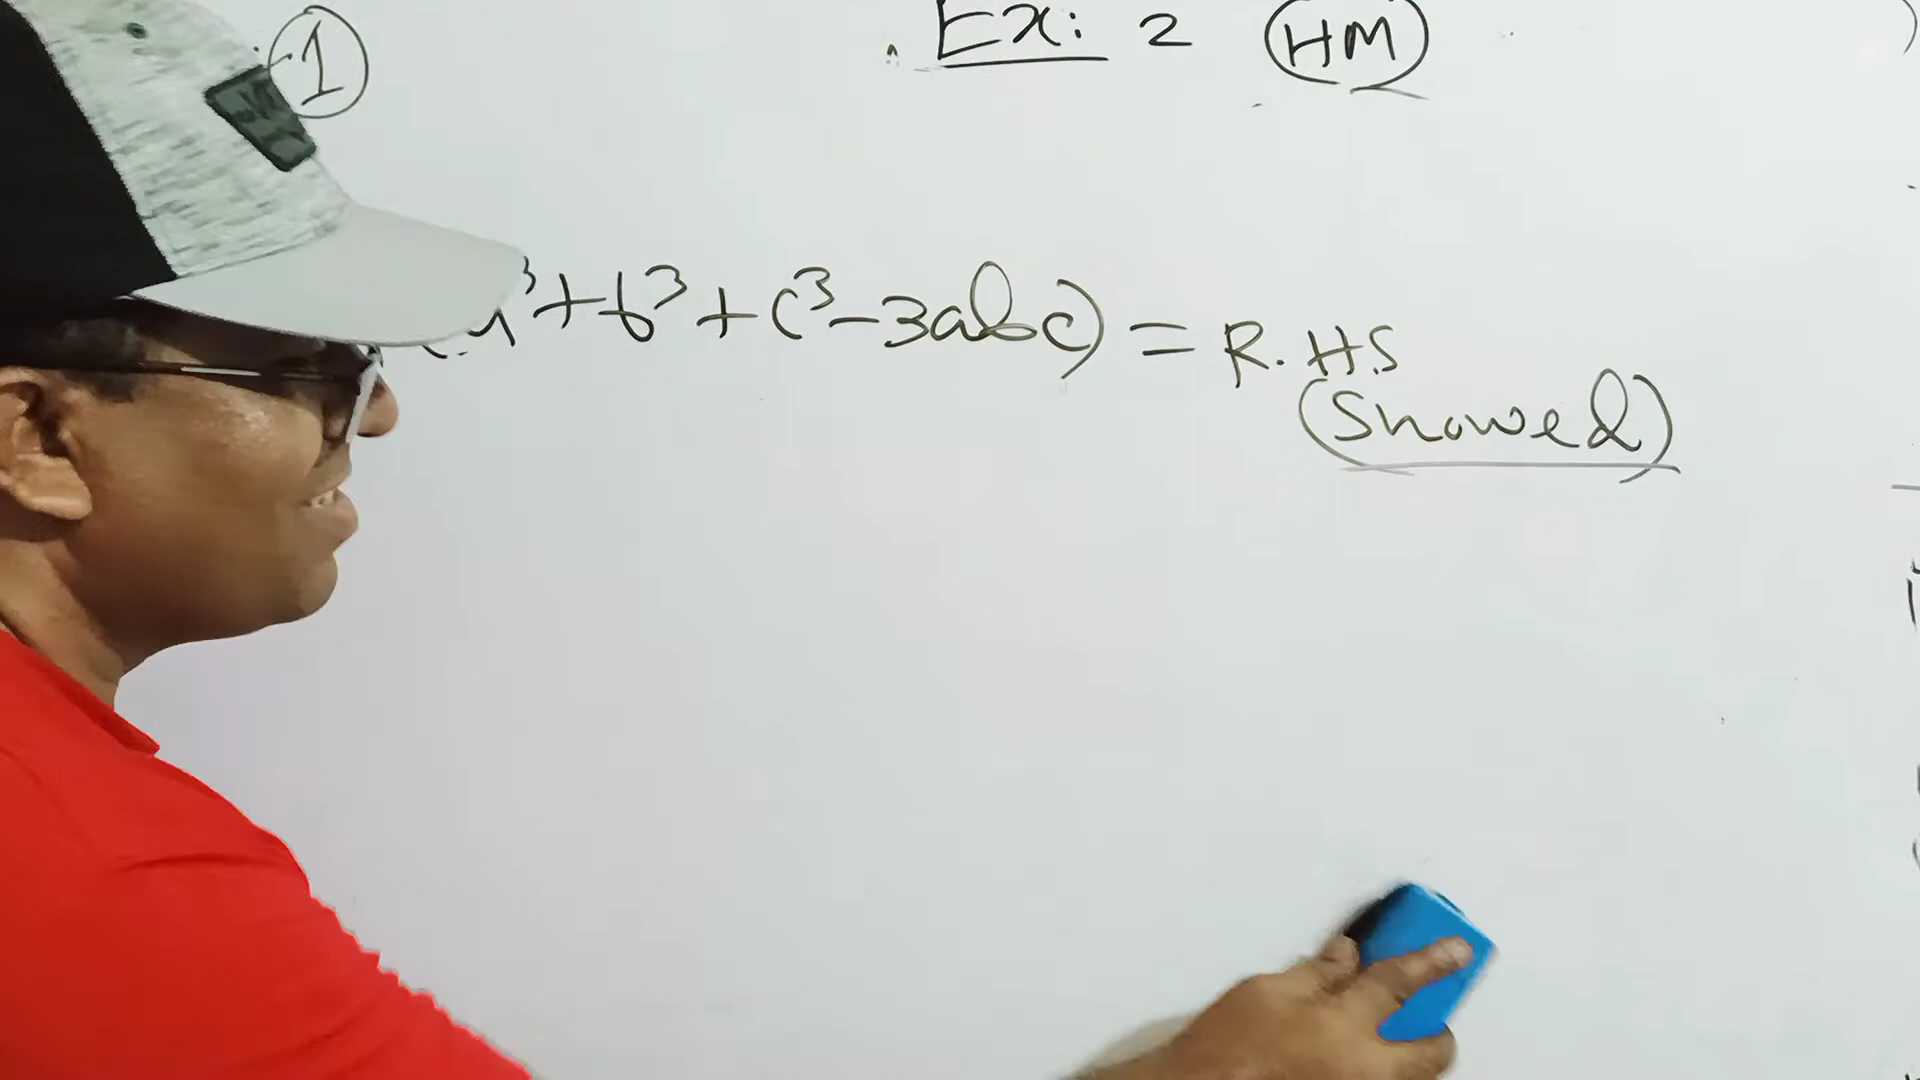 1
Ex: 2 HM
(a³+b³+c³-3abc) = R.H.S
(Showed)